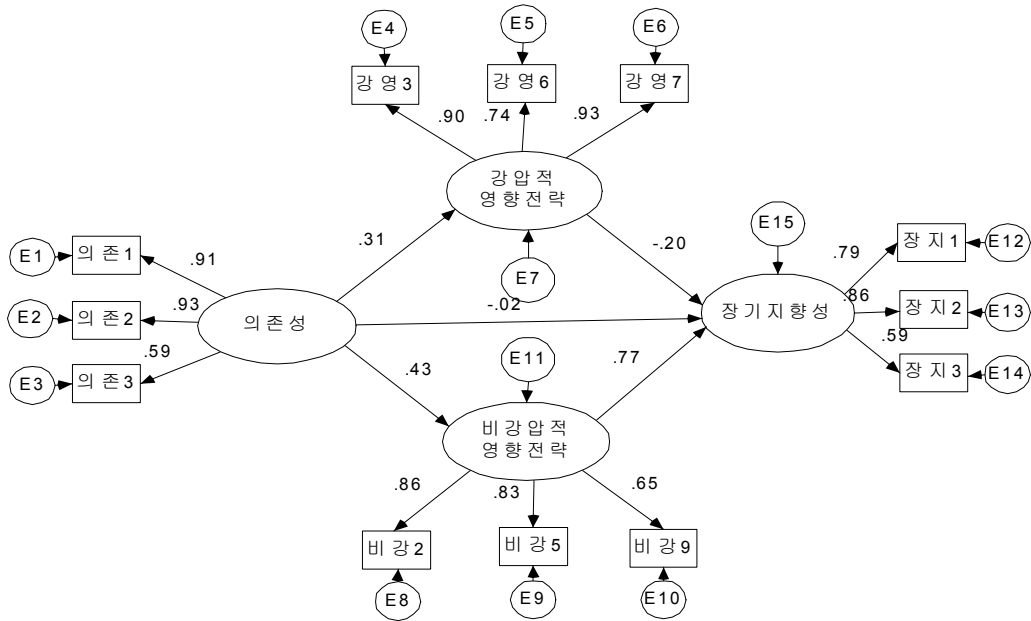 E4
E5
E6
강영3
강영6
강영7
.90
.74
.93
강압적
영향전략
E7
.31
-.20
E15
E1
의존1
.91
E2
의존2
.93
E3
의존3
.59
의존성
-.02
장기지향성
.79
장지1
E12
.86
장지2
E13
.59
장지3
E14
.43
E11
.77
비강압적
영향전략
.86
.83
.65
비강2
비강5
비강9
E8
E9
E10